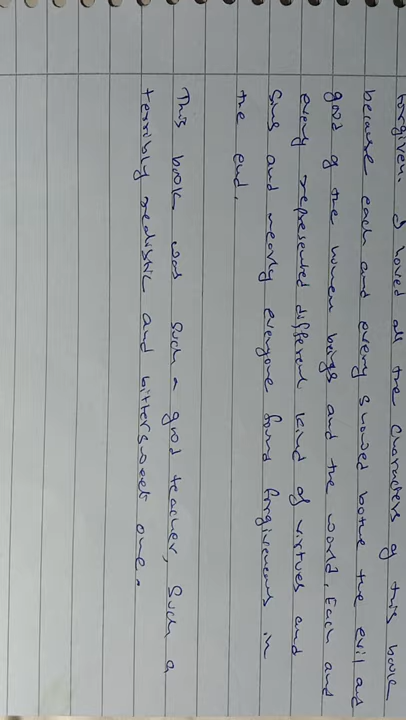 forgiven. I loved all the characters of this book
because each and every showed bothe the evil and
good of the human beigs and the world. Each and
every represented different kind of virtues and
sins and nearly everyone found forgiveness in
the end.
This book was such a good teacher, such a
terribly realistic and bittersweet one.